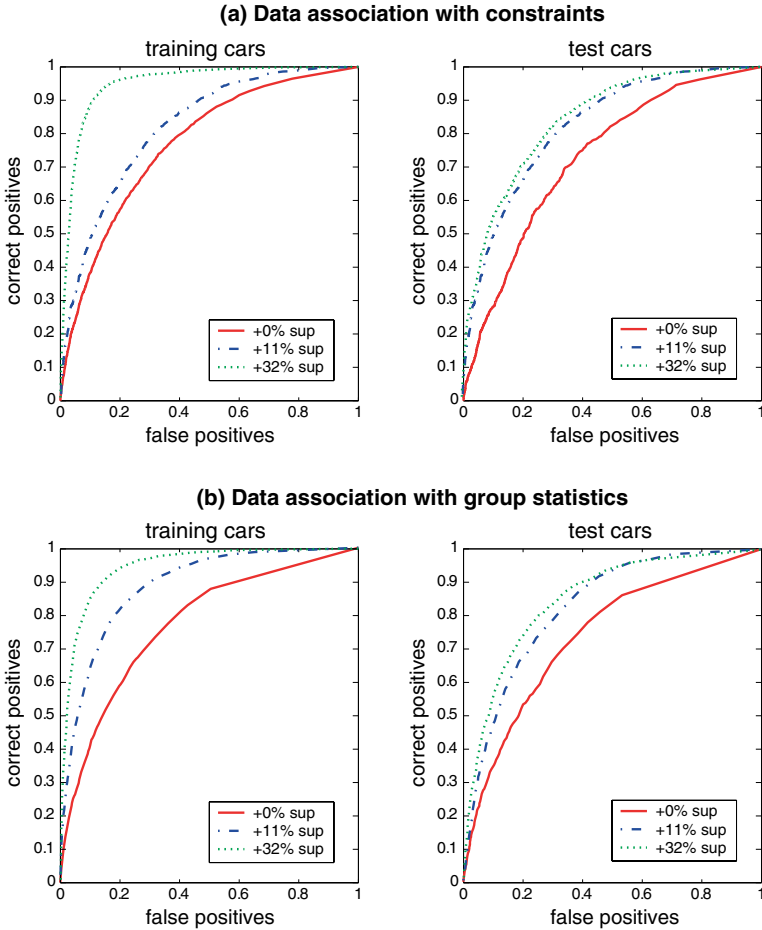 (a) Data association with constraints
training cars
1
0.9
0.8
0.7
0.6
0.5
0.4
0.3
0.2
0.1
0
correct positives
+0% sup
+11% sup
+32% sup
0 0.2 0.4 0.6 0.8 1
false positives
test cars
1
0.9
0.8
0.7
0.6
0.5
0.4
0.3
0.2
0.1
0
correct positives
+0% sup
+11% sup
+32% sup
0 0.2 0.4 0.6 0.8 1
false positives
(b) Data association with group statistics
training cars
1
0.9
0.8
0.7
0.6
0.5
0.4
0.3
0.2
0.1
0
correct positives
+0% sup
+11% sup
+32% sup
0 0.2 0.4 0.6 0.8 1
false positives
test cars
1
0.9
0.8
0.7
0.6
0.5
0.4
0.3
0.2
0.1
0
correct positives
+0% sup
+11% sup
+32% sup
0 0.2 0.4 0.6 0.8 1
false positives